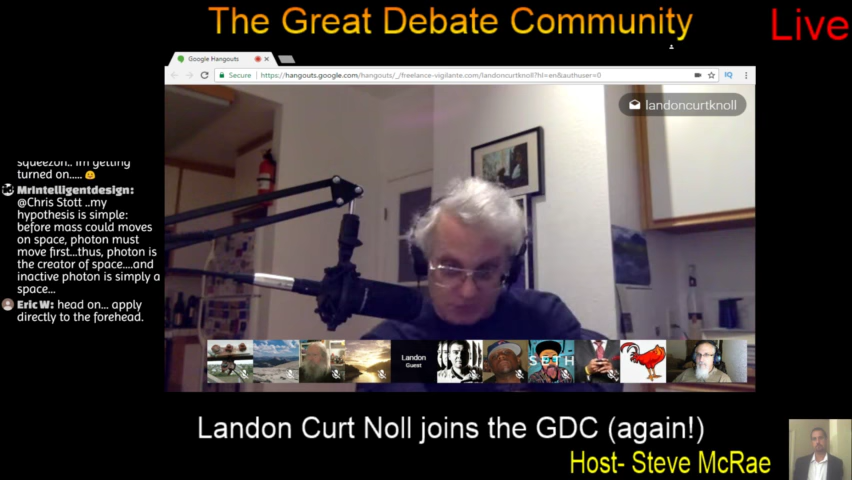 The Great Debate Community
Live
Google Hangouts
Secure
https://hangouts.google.com/hangouts/_/freelance-vigilante.com/landoncurtknoll?hl=en&authuser=0
IQ
landoncurtknoll
squeezon.. im getting
turned on.....
MrIntelligentdesign:
@Chris Stott ..my
hypothesis is simple:
before mass could moves
on space, photon must
move first...thus, photon is
the creator of space....and
inactive photon is simply a
space...
Eric W: head on... apply
directly to the forehead.
Landon
Guest
SETH
Landon Curt Noll joins the GDC (again!)
Host- Steve McRae